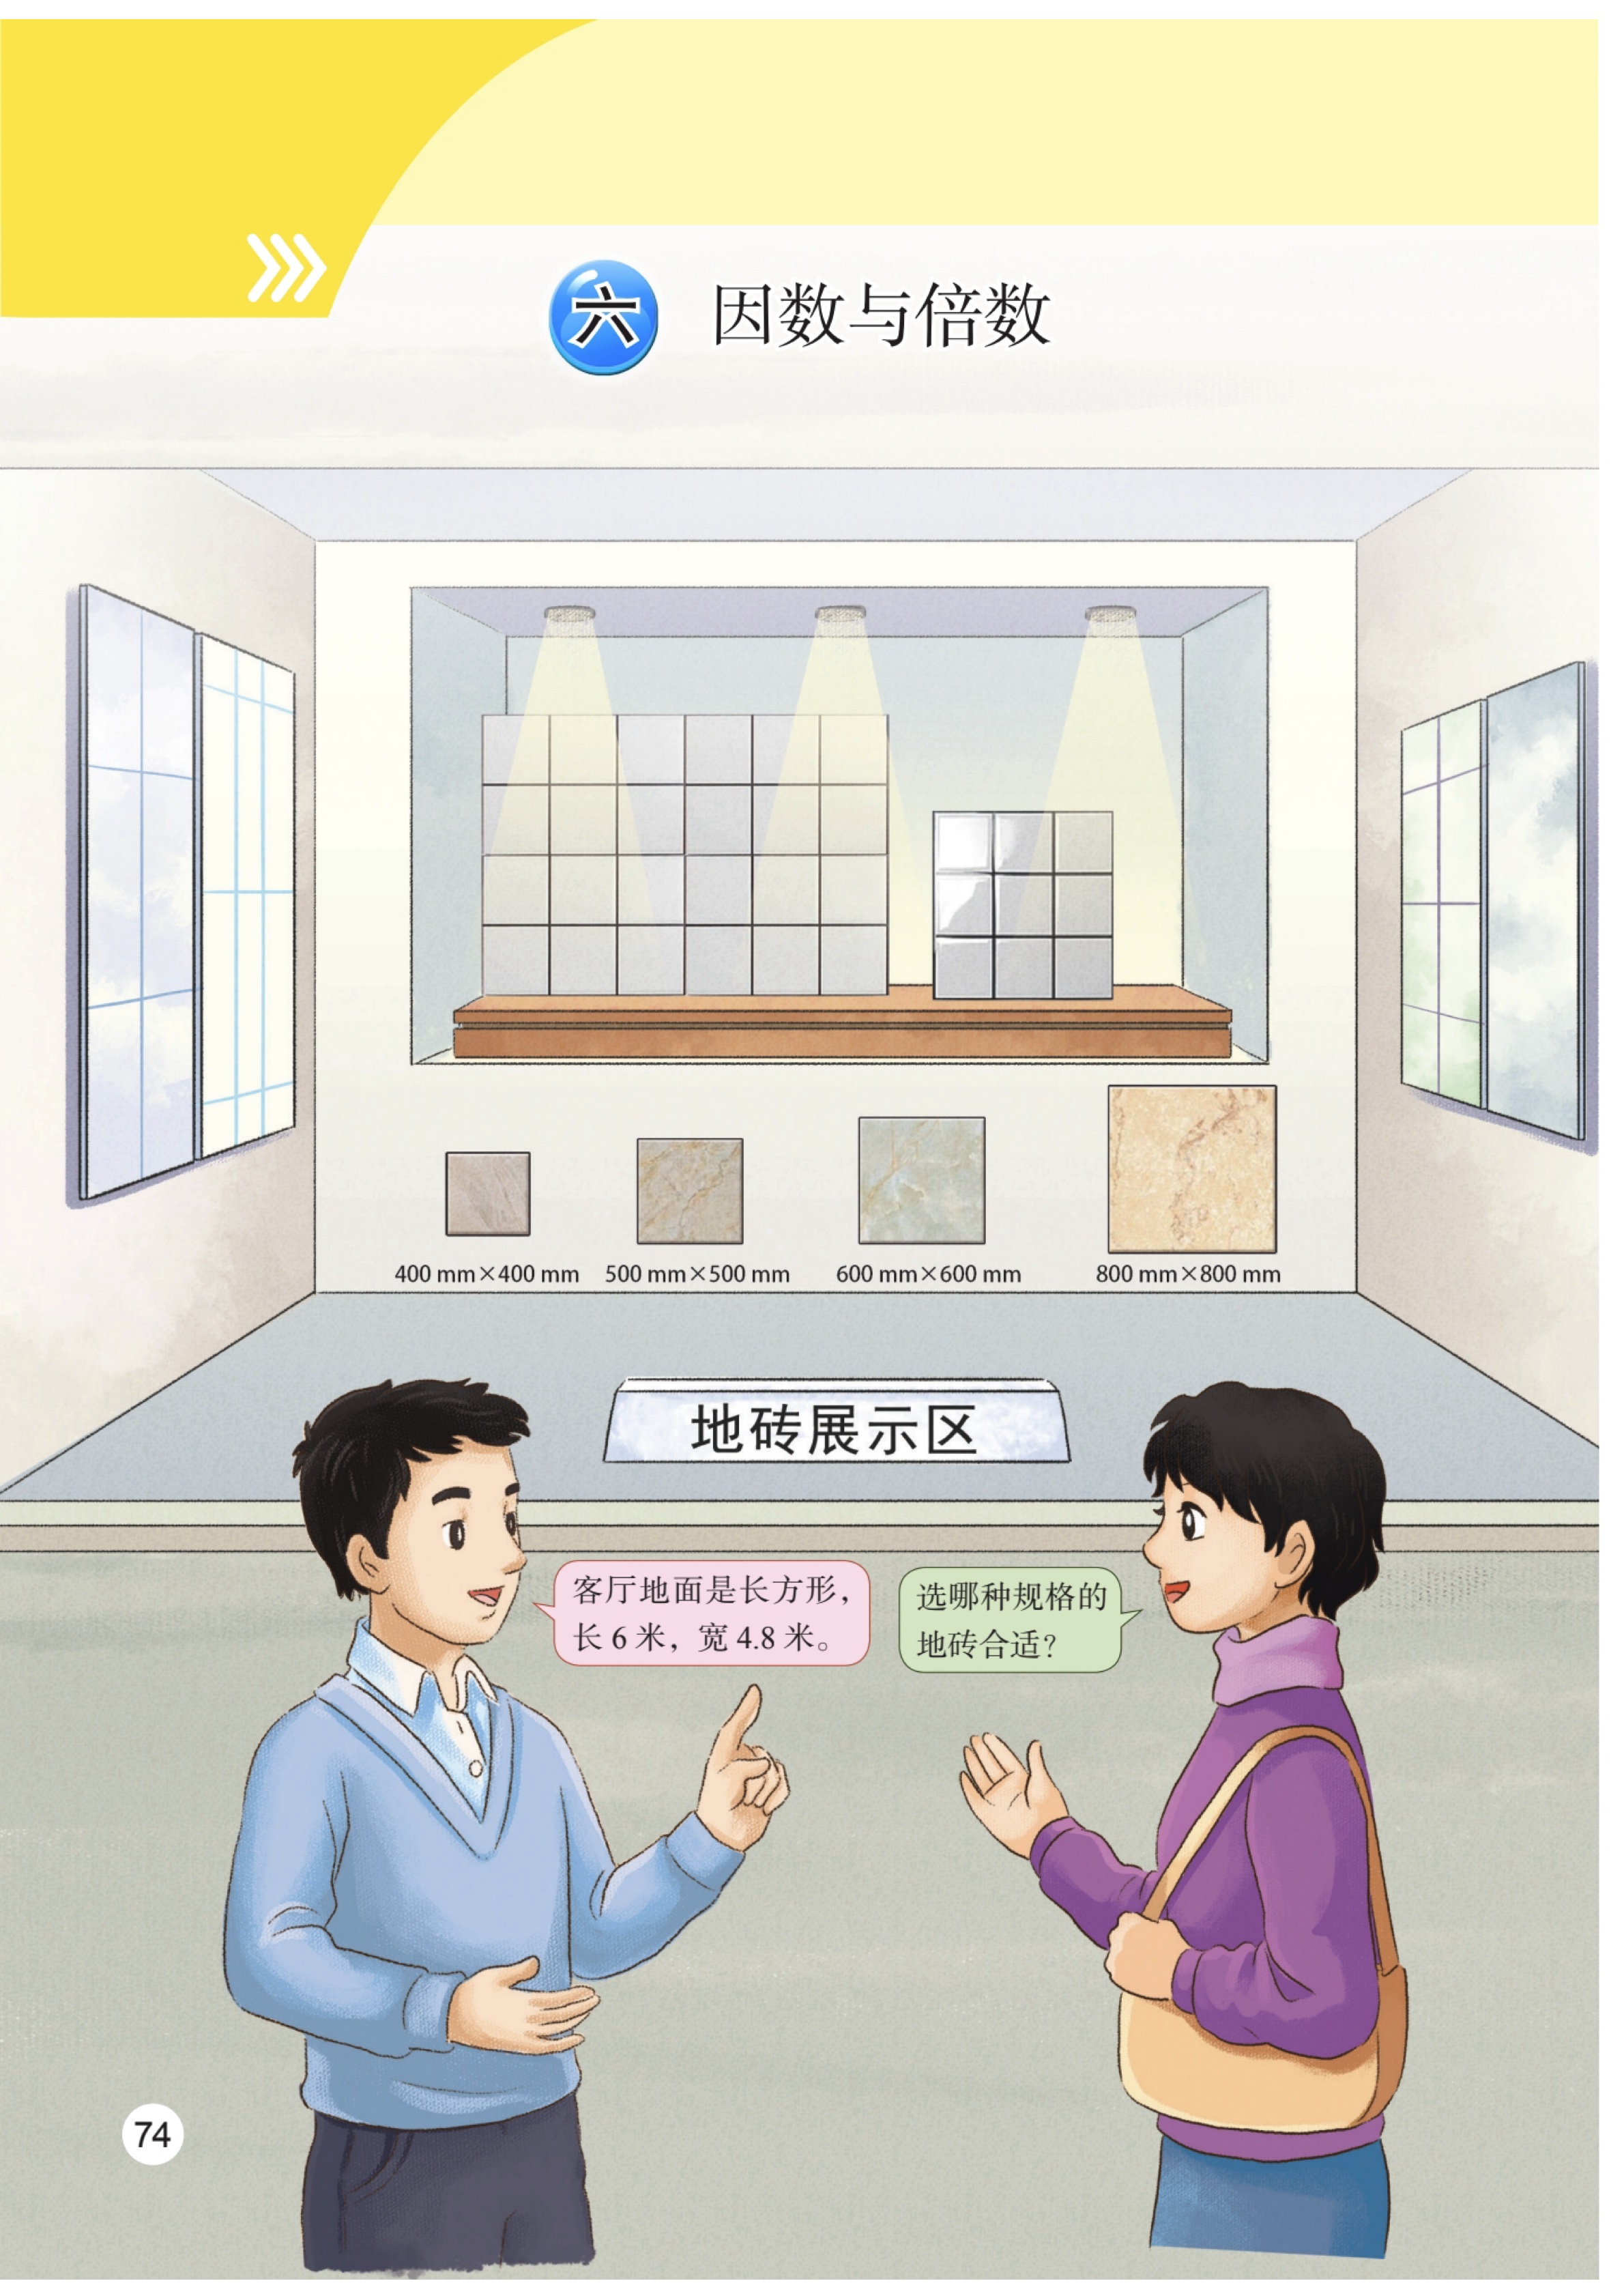 六 因数与倍数
400 mm×400 mm 500 mm×500 mm 600 mm×600 mm 800 mm×800 mm
地砖展示区
客厅地面是长方形，
长 6 米，宽 4.8 米。
选哪种规格的
地砖合适？
74